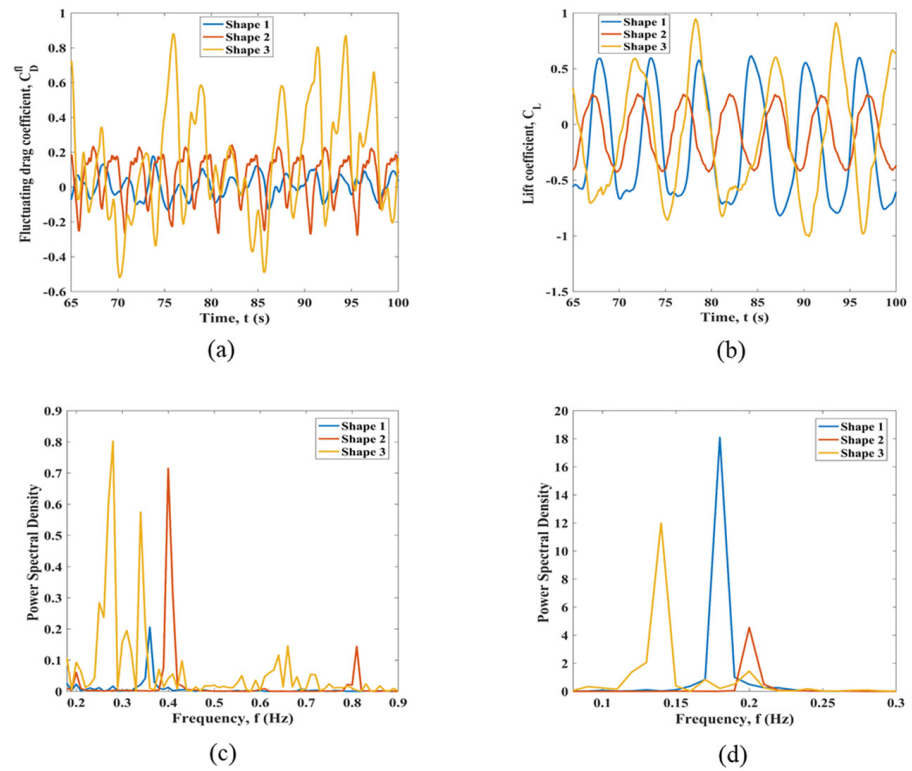 1
0.8
0.6
0.4
0.2
0
-0.2
-0.4
-0.6
65 70 75 80 85 90 95 100
Fluctuating drag coefficient, C_D^fl
Time, t (s)
Shape 1
Shape 2
Shape 3
(a)
1
0.5
0
-0.5
-1
-1.5
65 70 75 80 85 90 95 100
Lift coefficient, C_L
Time, t (s)
Shape 1
Shape 2
Shape 3
(b)
0.9
0.8
0.7
0.6
0.5
0.4
0.3
0.2
0.1
0
0.2 0.3 0.4 0.5 0.6 0.7 0.8 0.9
Power Spectral Density
Frequency, f (Hz)
Shape 1
Shape 2
Shape 3
(c)
20
18
16
14
12
10
8
6
4
2
0
0.1 0.15 0.2 0.25 0.3
Power Spectral Density
Frequency, f (Hz)
Shape 1
Shape 2
Shape 3
(d)